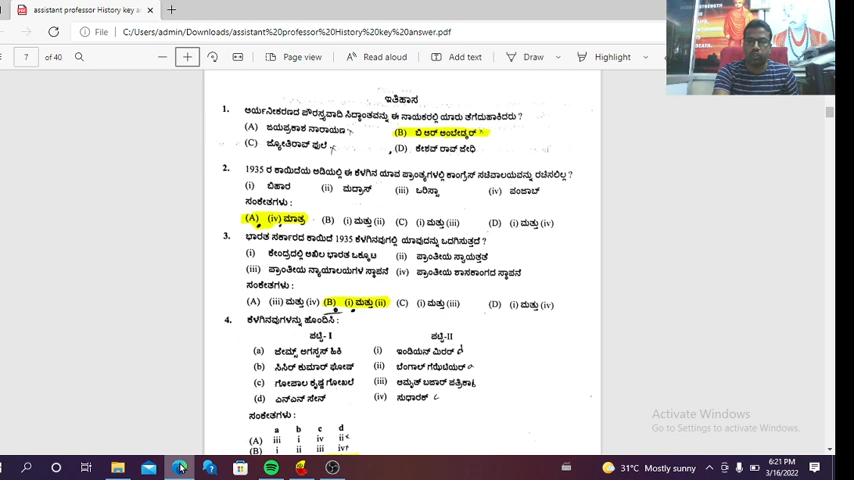 assistant professor History key an
File
C:/Users/admin/Downloads/assistant%20professor%20History%20key%20answer.pdf
7 of 40
Page view
Read aloud
Add text
Draw
Highlight
STRENGTH
DEATH.
ಇತಿಹಾಸ
1. ಆರ್ಯನೀಕರಣದ ಪೌರಸ್ತ್ಯವಾದಿ ಸಿದ್ಧಾಂತವನ್ನು ಈ ನಾಯಕರಲ್ಲಿ ಯಾರು ತೆಗೆದುಹಾಕಿದರು ?
(A) ಜಯಪ್ರಕಾಶ ನಾರಾಯಣ (B) ಬಿ ಆರ್ ಅಂಬೇಡ್ಕರ್
(C) ಜ್ಯೋತಿರಾವ್ ಫುಲೆ (D) ಕೇಶವ್ ರಾವ್ ಜೇಧಿ
2. 1935 ರ ಕಾಯಿದೆಯ ಅಡಿಯಲ್ಲಿ ಈ ಕೆಳಗಿನ ಯಾವ ಪ್ರಾಂತ್ಯಗಳಲ್ಲಿ ಕಾಂಗ್ರೆಸ್ ಸಚಿವಾಲಯವನ್ನು ರಚಿಸಲಿಲ್ಲ ?
(i) ಬಿಹಾರ (ii) ಮದ್ರಾಸ್ (iii) ಒರಿಸ್ಸಾ (iv) ಪಂಜಾಬ್
ಸಂಕೇತಗಳು :
(A) (iv) ಮಾತ್ರ (B) (i) ಮತ್ತು (ii) (C) (i) ಮತ್ತು (iii) (D) (i) ಮತ್ತು (iv)
3. ಭಾರತ ಸರ್ಕಾರದ ಕಾಯಿದೆ 1935 ಕೆಳಗಿನವುಗಳಲ್ಲಿ ಯಾವುದನ್ನು ಒದಗಿಸುತ್ತದೆ ?
(i) ಕೇಂದ್ರದಲ್ಲಿ ಅಖಿಲ ಭಾರತ ಒಕ್ಕೂಟ (ii) ಪ್ರಾಂತೀಯ ಸ್ವಾಯತ್ತತೆ
(iii) ಪ್ರಾಂತೀಯ ನ್ಯಾಯಾಲಯಗಳ ಸ್ಥಾಪನೆ (iv) ಪ್ರಾಂತೀಯ ಶಾಸಕಾಂಗದ ಸ್ಥಾಪನೆ
ಸಂಕೇತಗಳು :
(A) (iii) ಮತ್ತು (iv) (B) (i) ಮತ್ತು (ii) (C) (i) ಮತ್ತು (iii) (D) (i) ಮತ್ತು (iv)
4. ಕೆಳಗಿನವುಗಳನ್ನು ಹೊಂದಿಸಿ :
ಪಟ್ಟಿ- I ಪಟ್ಟಿ-II
(a) ಜೇಮ್ಸ್ ಆಗಸ್ಟಸ್ ಹಿಕಿ (i) ಇಂಡಿಯನ್ ಮಿರರ್
(b) ಸಿಸಿರ್ ಕುಮಾರ್ ಘೋಷ್ (ii) ಬೆಂಗಾಲ್ ಗೆಝೆಟಿಯರ್
(c) ಗೋಪಾಲ ಕೃಷ್ಣ ಗೋಖಲೆ (iii) ಅಮೃತ್ ಬಜಾರ್ ಪತ್ರಿಕಾ
(d) ಎನ್ಎನ್ ಸೇನ್ (iv) ಸುಧಾರಕ್
ಸಂಕೇತಗಳು :
a b c d
(A) iii i iv ii
(B) i ii iii iv
Activate Windows
Go to Settings to activate Windows.
31°C Mostly sunny
6:21 PM
3/16/2022